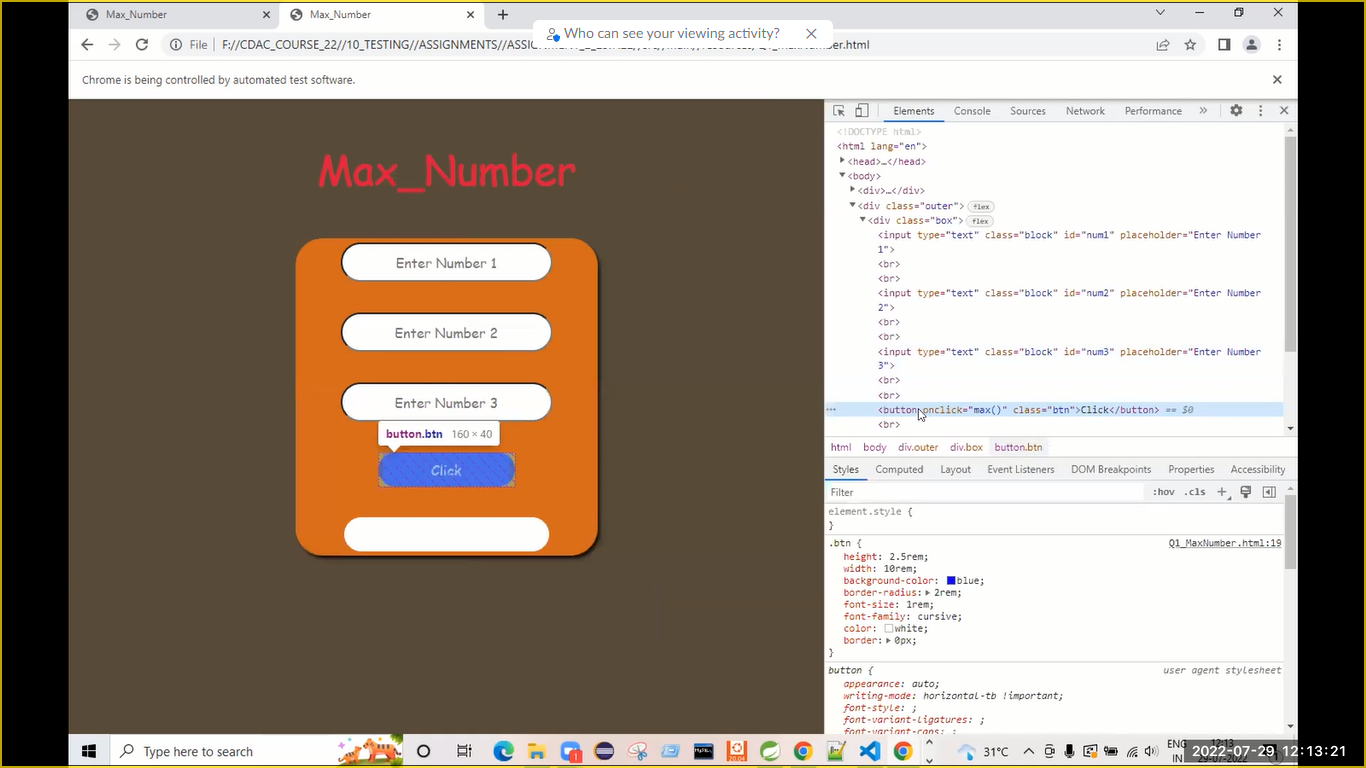 Max_Number
Max_Number
Who can see your viewing activity?
File
F://CDAC_COURSE_22//10_TESTING//ASSIGNMENTS//
Chrome is being controlled by automated test software.
Max_Number
Enter Number 1
Enter Number 2
Enter Number 3
button.btn 160 × 40
Click
Elements Console Sources Network Performance »
<!DOCTYPE html>
<html lang="en">
<head>…</head>
<body>
<div>…</div>
<div class="outer"> flex
<div class="box"> flex
<input type="text" class="block" id="num1" placeholder="Enter Number
1">
<br>
<br>
<input type="text" class="block" id="num2" placeholder="Enter Number
2">
<br>
<br>
<input type="text" class="block" id="num3" placeholder="Enter Number
3">
<br>
<br>
<button onclick="max()" class="btn">Click</button> == $0
<br>
html body div.outer div.box button.btn
Styles Computed Layout Event Listeners DOM Breakpoints Properties Accessibility
Filter :hov .cls
element.style {
}
.btn { Q1_MaxNumber.html:19
height: 2.5rem;
width: 10rem;
background-color: blue;
border-radius: 2rem;
font-size: 1rem;
font-family: cursive;
color: white;
border: 0px;
}
button { user agent stylesheet
appearance: auto;
writing-mode: horizontal-tb !important;
font-style: ;
font-variant-ligatures: ;
font-variant-caps: ;
Type here to search
31°C
ENG
IN
2022-07-29, 12:13:21